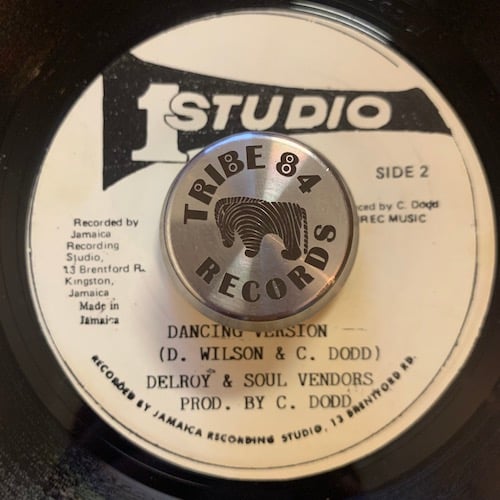 1 STUDIO
TRIBE 84
RECORDS
SIDE 2
ced by C. Dodd
REC MUSIC
Recorded by
Jamaica
Recording
Studio,
13 Brentford R.
Kingston,
Jamaica
Made in
Jamaica
DANCING VERSION
(D. WILSON & C. DODD)
DELROY & SOUL VENDORS
PROD. BY C. DODD
RECORDED BY JAMAICA RECORDING STUDIO, 13 BRENTFORD RD.